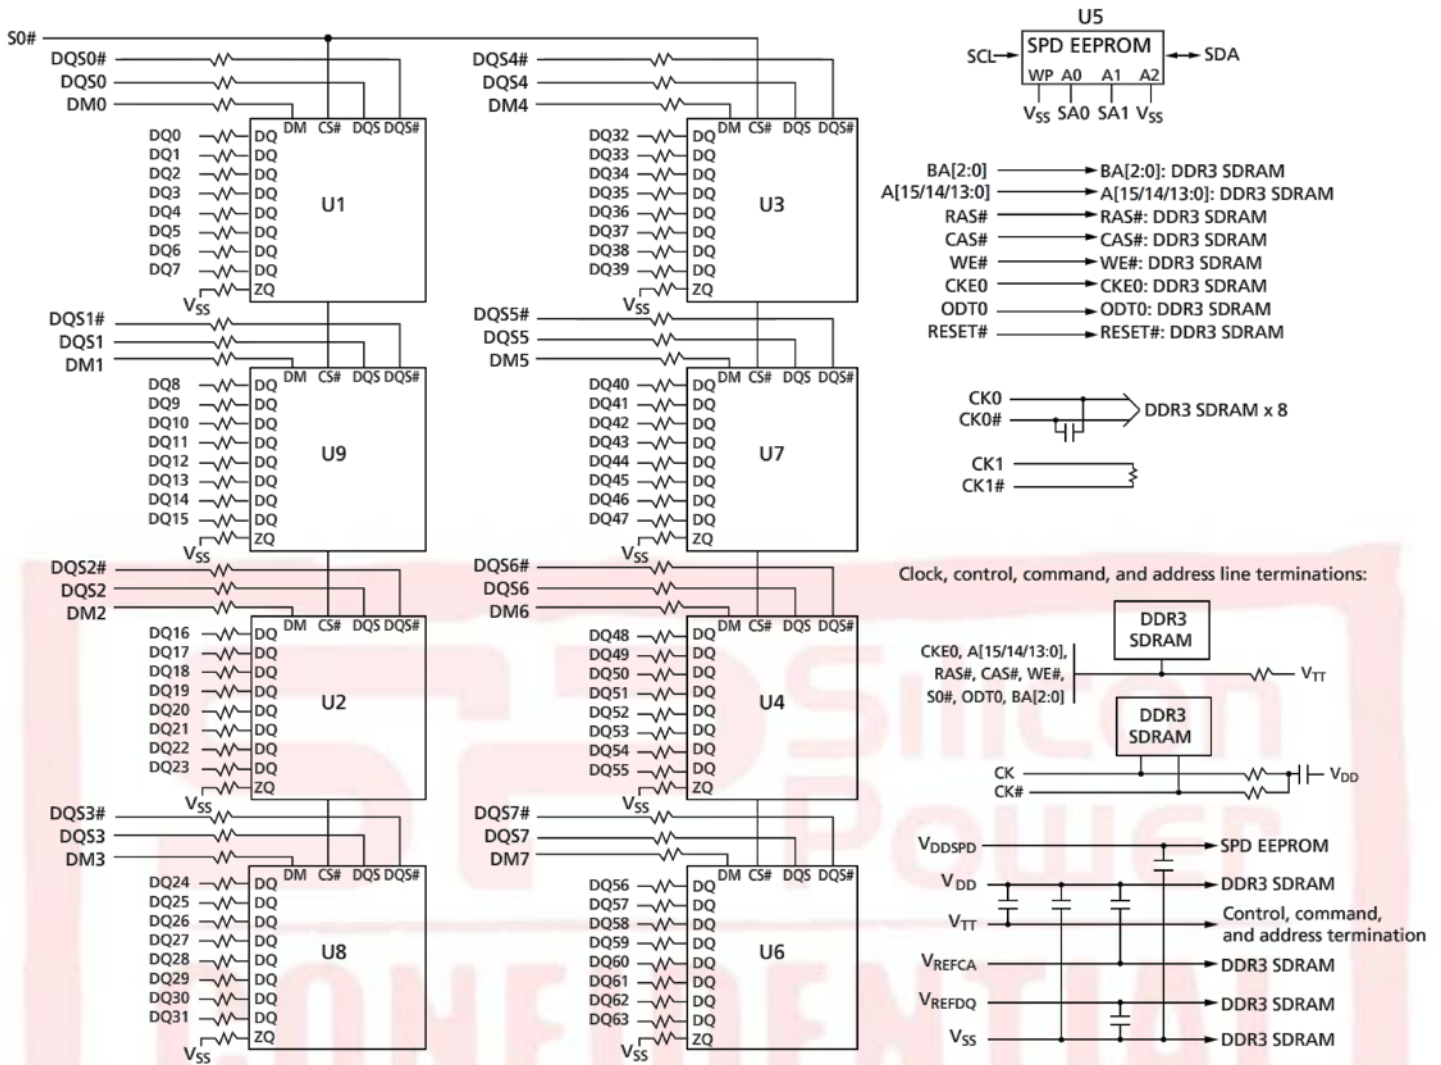 S0#
DQS0#
DQS0
DM0
DM CS# DQS DQS#
DQ0 DQ
DQ1 DQ
DQ2 DQ
DQ3 DQ
DQ4 DQ
DQ5 DQ
DQ6 DQ
DQ7 DQ
VSS ZQ
U1
DQS1#
DQS1
DM1
DM CS# DQS DQS#
DQ8 DQ
DQ9 DQ
DQ10 DQ
DQ11 DQ
DQ12 DQ
DQ13 DQ
DQ14 DQ
DQ15 DQ
VSS ZQ
U9
DQS2#
DQS2
DM2
DM CS# DQS DQS#
DQ16 DQ
DQ17 DQ
DQ18 DQ
DQ19 DQ
DQ20 DQ
DQ21 DQ
DQ22 DQ
DQ23 DQ
VSS ZQ
U2
DQS3#
DQS3
DM3
DM CS# DQS DQS#
DQ24 DQ
DQ25 DQ
DQ26 DQ
DQ27 DQ
DQ28 DQ
DQ29 DQ
DQ30 DQ
DQ31 DQ
VSS ZQ
U8
DQS4#
DQS4
DM4
DM CS# DQS DQS#
DQ32 DQ
DQ33 DQ
DQ34 DQ
DQ35 DQ
DQ36 DQ
DQ37 DQ
DQ38 DQ
DQ39 DQ
VSS ZQ
U3
DQS5#
DQS5
DM5
DM CS# DQS DQS#
DQ40 DQ
DQ41 DQ
DQ42 DQ
DQ43 DQ
DQ44 DQ
DQ45 DQ
DQ46 DQ
DQ47 DQ
VSS ZQ
U7
DQS6#
DQS6
DM6
DM CS# DQS DQS#
DQ48 DQ
DQ49 DQ
DQ50 DQ
DQ51 DQ
DQ52 DQ
DQ53 DQ
DQ54 DQ
DQ55 DQ
VSS ZQ
U4
DQS7#
DQS7
DM7
DM CS# DQS DQS#
DQ56 DQ
DQ57 DQ
DQ58 DQ
DQ59 DQ
DQ60 DQ
DQ61 DQ
DQ62 DQ
DQ63 DQ
VSS ZQ
U6
U5
SCL SPD EEPROM SDA
WP A0 A1 A2
VSS SA0 SA1 VSS
BA[2:0] BA[2:0]: DDR3 SDRAM
A[15/14/13:0] A[15/14/13:0]: DDR3 SDRAM
RAS# RAS#: DDR3 SDRAM
CAS# CAS#: DDR3 SDRAM
WE# WE#: DDR3 SDRAM
CKE0 CKE0: DDR3 SDRAM
ODT0 ODT0: DDR3 SDRAM
RESET# RESET#: DDR3 SDRAM
CK0
CK0#
DDR3 SDRAM x 8
CK1
CK1#
Clock, control, command, and address line terminations:
DDR3
SDRAM
CKE0, A[15/14/13:0],
RAS#, CAS#, WE#,
S0#, ODT0, BA[2:0]
VTT
DDR3
SDRAM
CK
CK#
VDD
VDDSPD SPD EEPROM
VDD DDR3 SDRAM
VTT Control, command,
and address termination
VREFCA DDR3 SDRAM
VREFDQ DDR3 SDRAM
VSS DDR3 SDRAM
SP Silicon
Power
CONFIDENTIAL